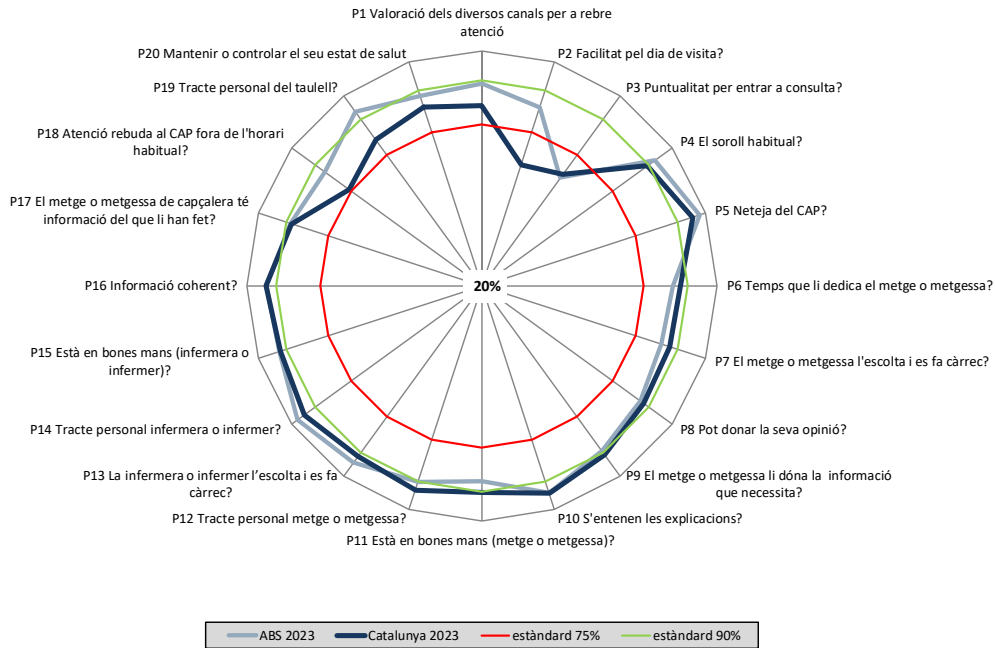 P1 Valoració dels diversos canals per a rebre
atenció
P2 Facilitat pel dia de visita?
P3 Puntualitat per entrar a consulta?
P4 El soroll habitual?
P5 Neteja del CAP?
P6 Temps que li dedica el metge o metgessa?
P7 El metge o metgessa l'escolta i es fa càrrec?
P8 Pot donar la seva opinió?
P9 El metge o metgessa li dóna la informació
que necessita?
P10 S'entenen les explicacions?
P11 Està en bones mans (metge o metgessa)?
P12 Tracte personal metge o metgessa?
P13 La infermera o infermer l’escolta i es fa
càrrec?
P14 Tracte personal infermera o infermer?
P15 Està en bones mans (infermera o
infermer)?
P16 Informació coherent?
P17 El metge o metgessa de capçalera té
informació del que li han fet?
P18 Atenció rebuda al CAP fora de l'horari
habitual?
P19 Tracte personal del taulell?
P20 Mantenir o controlar el seu estat de salut
20%
ABS 2023
Catalunya 2023
estàndard 75%
estàndard 90%